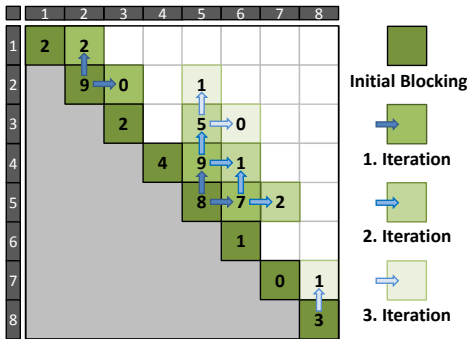 1 2 3 4 5 6 7 8
1 2 2
2 9 0 1
Initial Blocking
3 2 5 0
4 4 9 1
1. Iteration
5 8 7 2
2. Iteration
6 1
7 0 1
8 3
3. Iteration